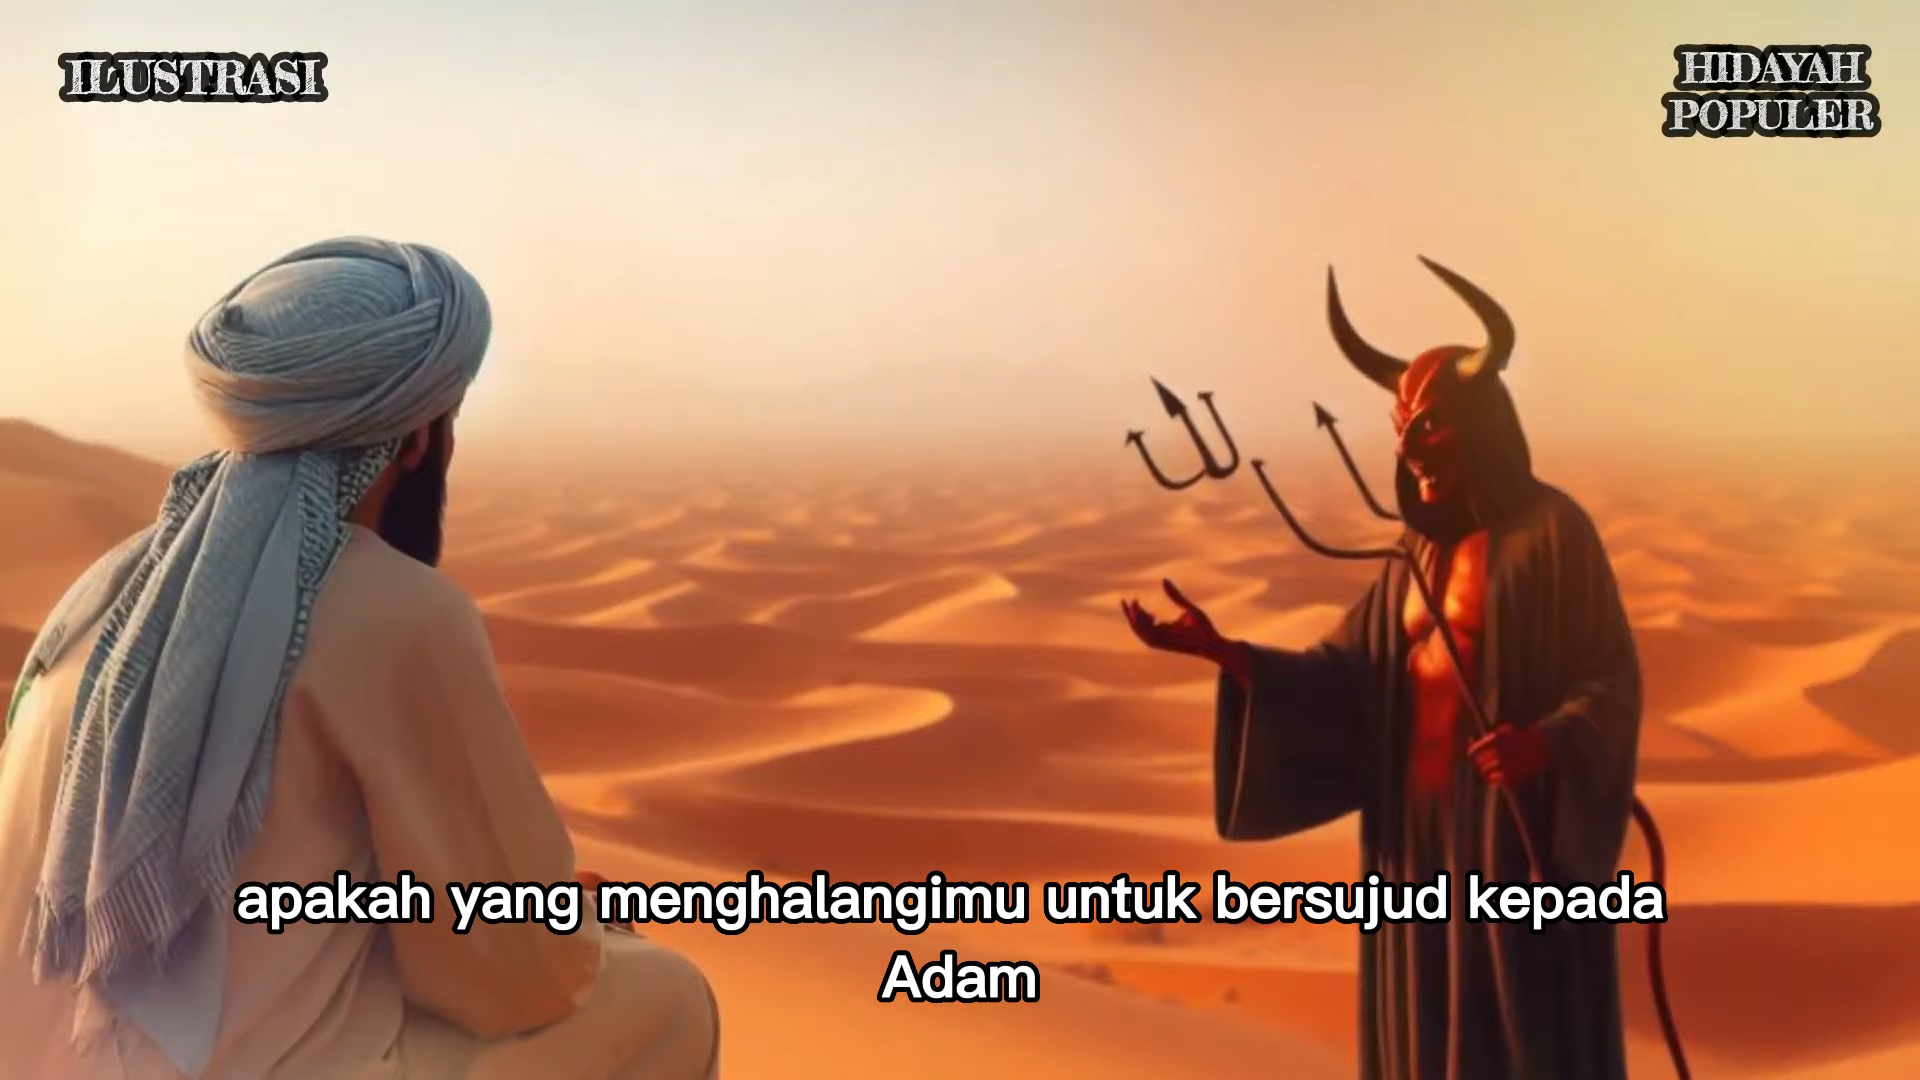 ILUSTRASI
HIDAYAH
POPULER
apakah yang menghalangimu untuk bersujud kepada
Adam